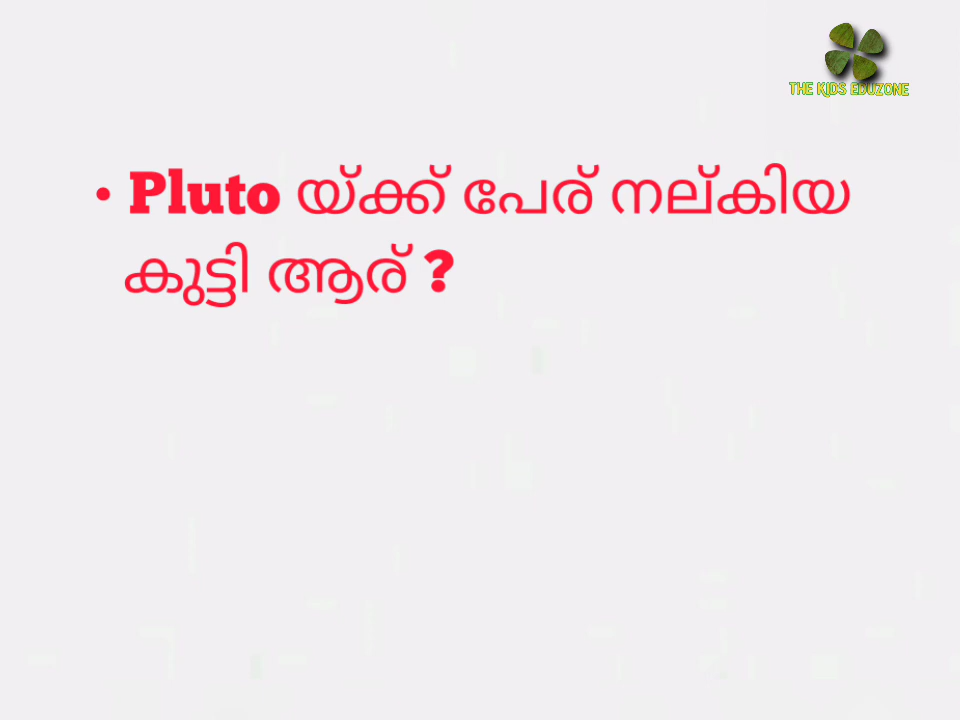 THE KIDS EDUZONE
• Pluto യ്ക്ക് പേര് നല്കിയ
കുട്ടി ആര് ?